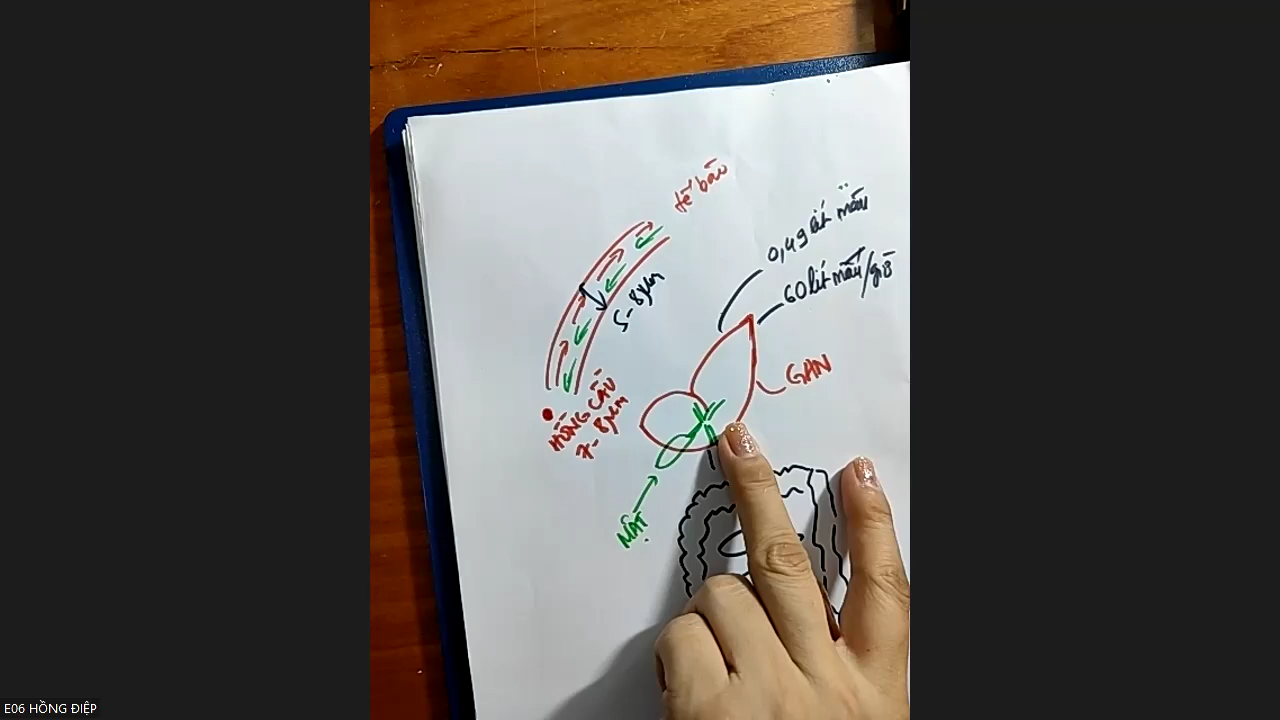 Tế bào
0,49 lít máu
60 lít máu/giờ
5-8µm
GAN
HỒNG CẦU
7-8µm
MẬT
E06 HỒNG ĐIỆP